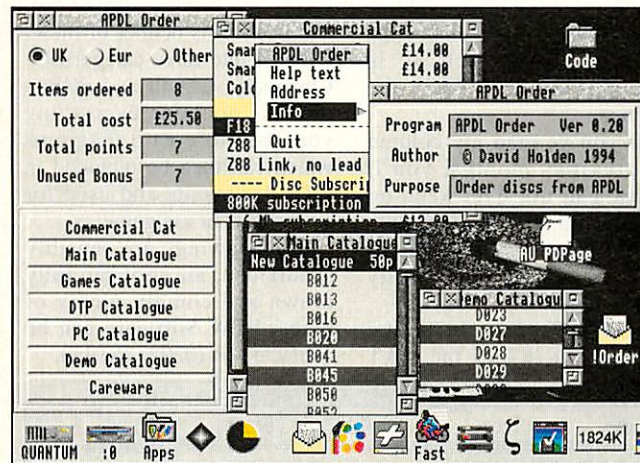 APDL Order
UK
Eur
Other
Items ordered 8
Total cost £25.50
Total points 7
Unused Bonus 7
Commercial Cat
Main Catalogue
Games Catalogue
DTP Catalogue
PC Catalogue
Demo Catalogue
Careware
Commercial Cat
£14.00
£14.00
F18
Z88
Z88 Link, no lead
---- Disc Subscri
800K subscription
APDL Order
Help text
Address
Info
Quit
APDL Order
Program APDL Order Ver 0.20
Author © David Holden 1994
Purpose Order discs from APDL
Main Catalogue
New Catalogue 50p
B012
B013
B016
B020
B041
B045
B050
B052
emo Catalogu
D023
D027
D028
D029
Code
AU_PDPage
!Order
QUANTUM
:0
Apps
Fast
1824K